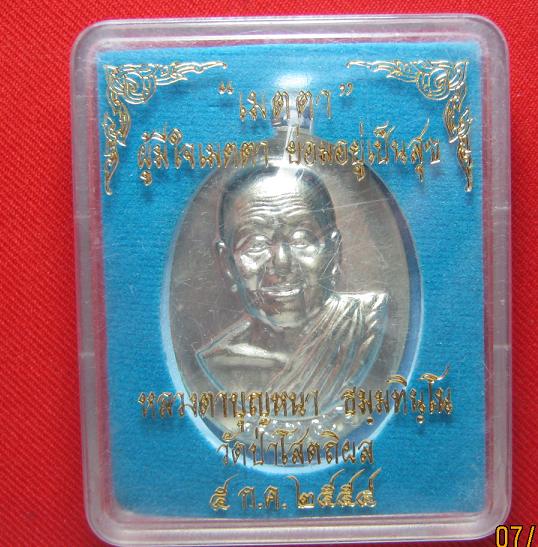 “เมตตา”
ผู้มีใจเมตตา ย่อมอยู่เป็นสุข
หลวงตาบุญหนา ธมฺมทินฺโน
วัดป่าโสตถิผล
๕ ก.ค. ๒๕๕๔
07/